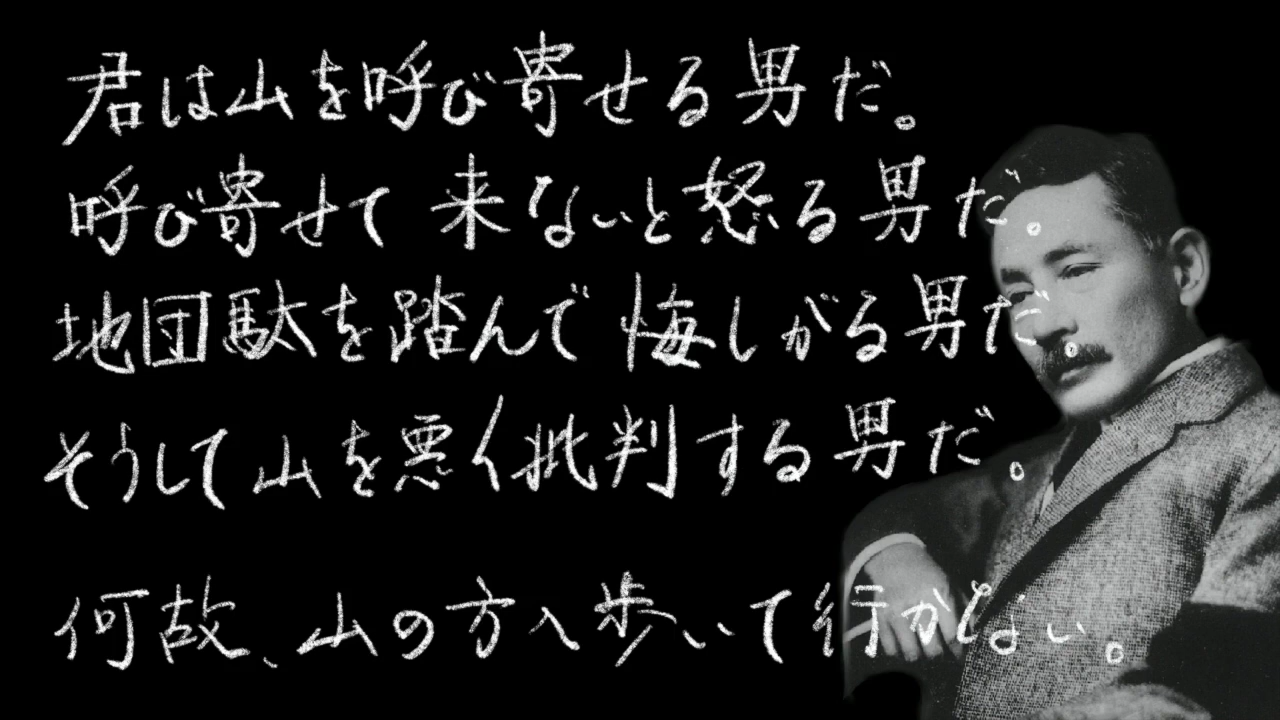 君は山を呼び寄せる男だ。
呼び寄せて来ないと怒る男だ。
地団駄を踏んで悔しがる男だ。
そうして山を悪く批判する男だ。
何故、山の方へ歩いて行かない。